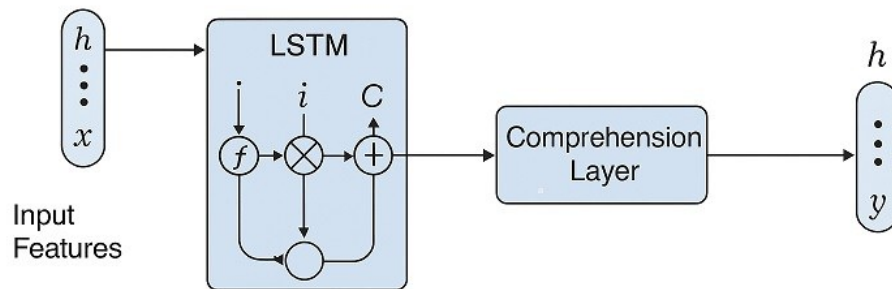 h
x
Input
Features
LSTM
i
i
C
f
Comprehension
Layer
h
y